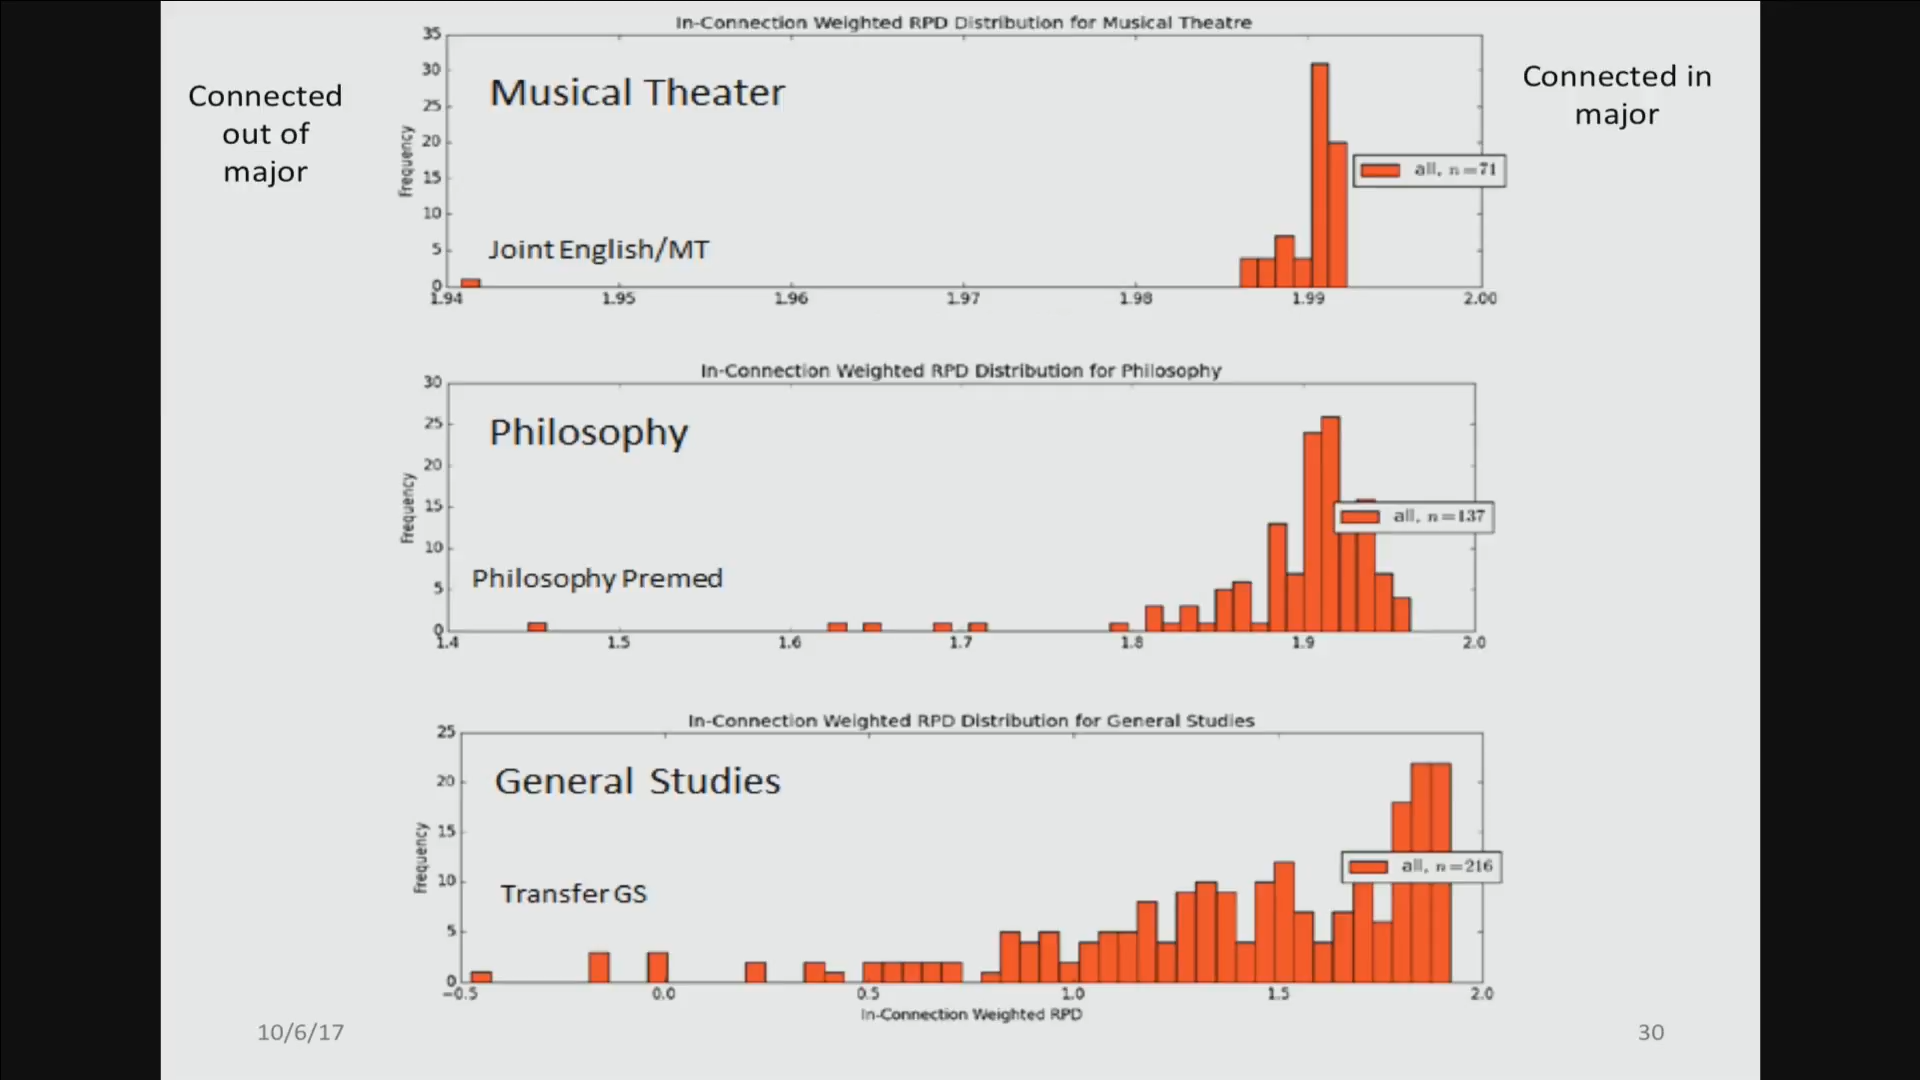 In-Connection Weighted RPD Distribution for Musical Theatre
Connected
out of
major
Connected in
major
Musical Theater
Joint English/MT
Frequency
35
30
25
20
15
10
5
0
all, n=71
1.94 1.95 1.96 1.97 1.98 1.99 2.00
In-Connection Weighted RPD Distribution for Philosophy
Philosophy
Philosophy Premed
Frequency
30
25
20
15
10
5
0
all, n=137
1.4 1.5 1.6 1.7 1.8 1.9 2.0
In-Connection Weighted RPD Distribution for General Studies
General Studies
Transfer GS
Frequency
25
20
15
10
5
0
all, n=216
−0.5 0.0 0.5 1.0 1.5 2.0
In-Connection Weighted RPD
10/6/17
30